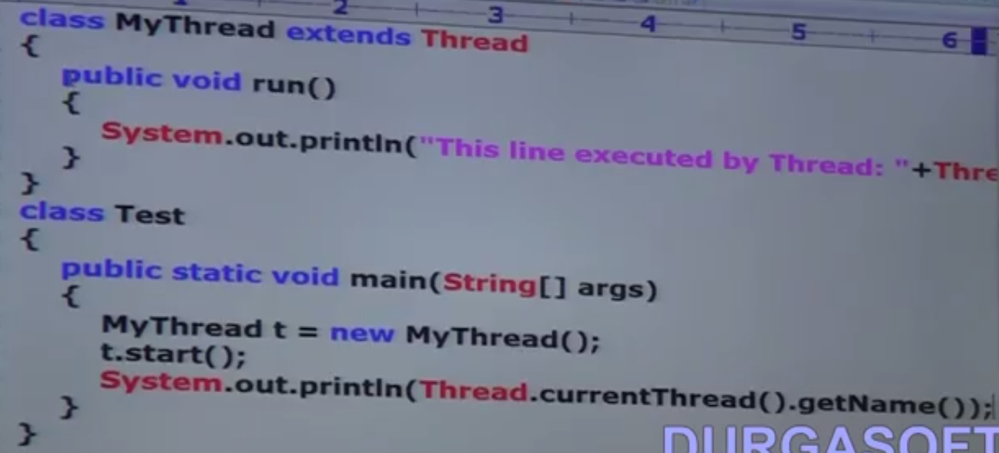 1 2 3 4 5 6
class MyThread extends Thread
{
public void run()
{
System.out.println("This line executed by Thread: "+Thre
}
}
class Test
{
public static void main(String[] args)
{
MyThread t = new MyThread();
t.start();
System.out.println(Thread.currentThread().getName());
}
}
DURGASOFT